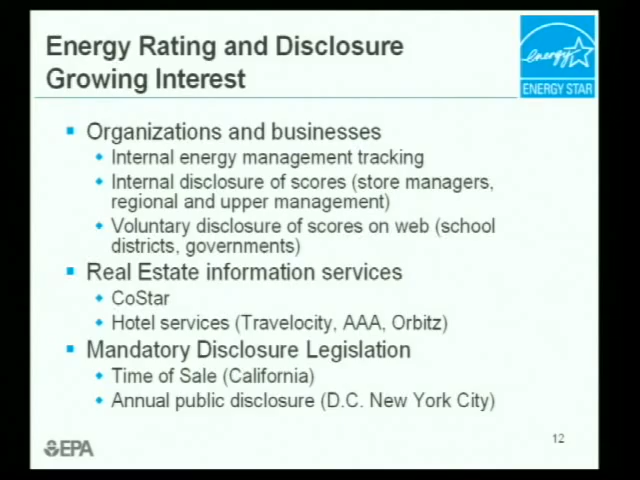 Energy Rating and Disclosure
Growing Interest
energy
ENERGY STAR
Organizations and businesses
Internal energy management tracking
Internal disclosure of scores (store managers,
regional and upper management)
Voluntary disclosure of scores on web (school
districts, governments)
Real Estate information services
CoStar
Hotel services (Travelocity, AAA, Orbitz)
Mandatory Disclosure Legislation
Time of Sale (California)
Annual public disclosure (D.C. New York City)
EPA
12